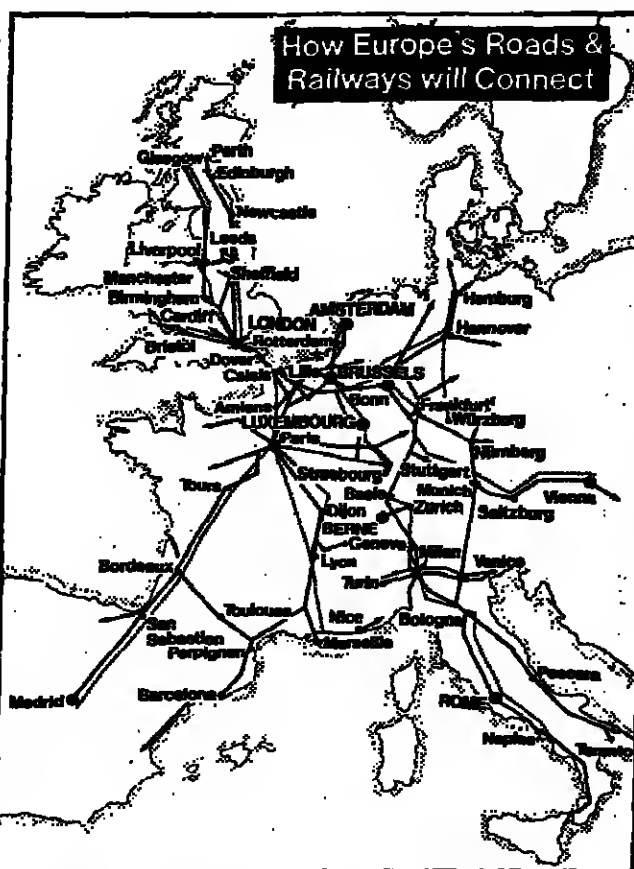 How Europe's Roads &
Railways will Connect
Glasgow
Perth
Edinburgh
Newcastle
Leeds
Liverpool
Sheffield
Manchester
Birmingham
Cardiff
LONDON
AMSTERDAM
Hamburg
Bristol
Rotterdam
Hannover
Dover
Calais
Lille
BRUSSELS
Bonn
Amiens
Frankfurt
LUXEMBOURG
Würzburg
Paris
Nürnberg
Strasbourg
Stuttgart
Tours
Basle
Munich
Vienna
Dijon
Zurich
Salzburg
BERNE
Geneva
Milan
Lyon
Venice
Bordeaux
Turin
Toulouse
Nice
Bologna
San
Sebastian
Marseille
Perpignan
Pescara
Madrid
Barcelona
ROME
Naples
Taranto